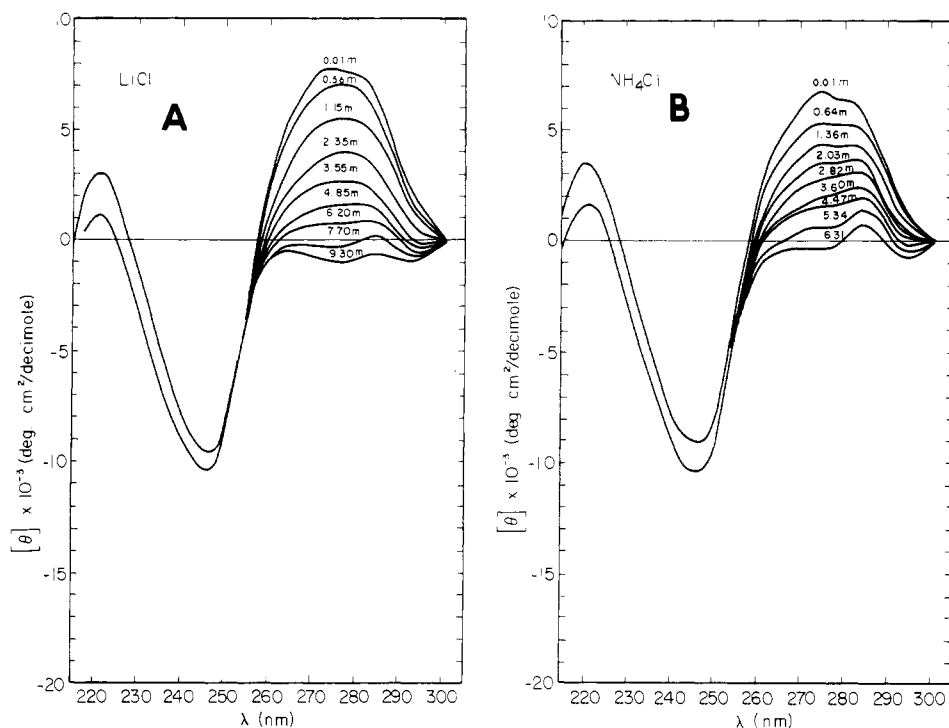 LiCl
A
0.01m
0.56m
1.15m
2.35m
3.55m
4.85m
6.20m
7.70m
9.30m
.0
5
0
-5
-10
-15
-20
[θ] x 10⁻³ (deg cm²/decimole)
220 230 240 250 260 270 280 290 300
λ (nm)
NH₄Cl
B
0.01m
0.64m
1.36m
2.03m
2.82m
3.60m
4.47m
5.34
6.31
10
5
0
-5
-10
-15
-20
[θ] x 10⁻³ (deg cm²/decimole)
220 230 240 250 260 270 280 290 300
λ (nm)